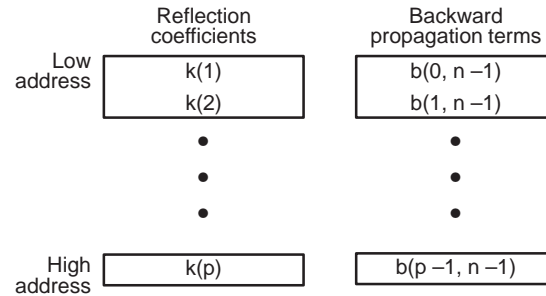 Reflection
coefficients
Backward
propagation terms
Low
address
k(1)
b(0, n –1)
k(2)
b(1, n –1)
High
address
k(p)
b(p –1, n –1)